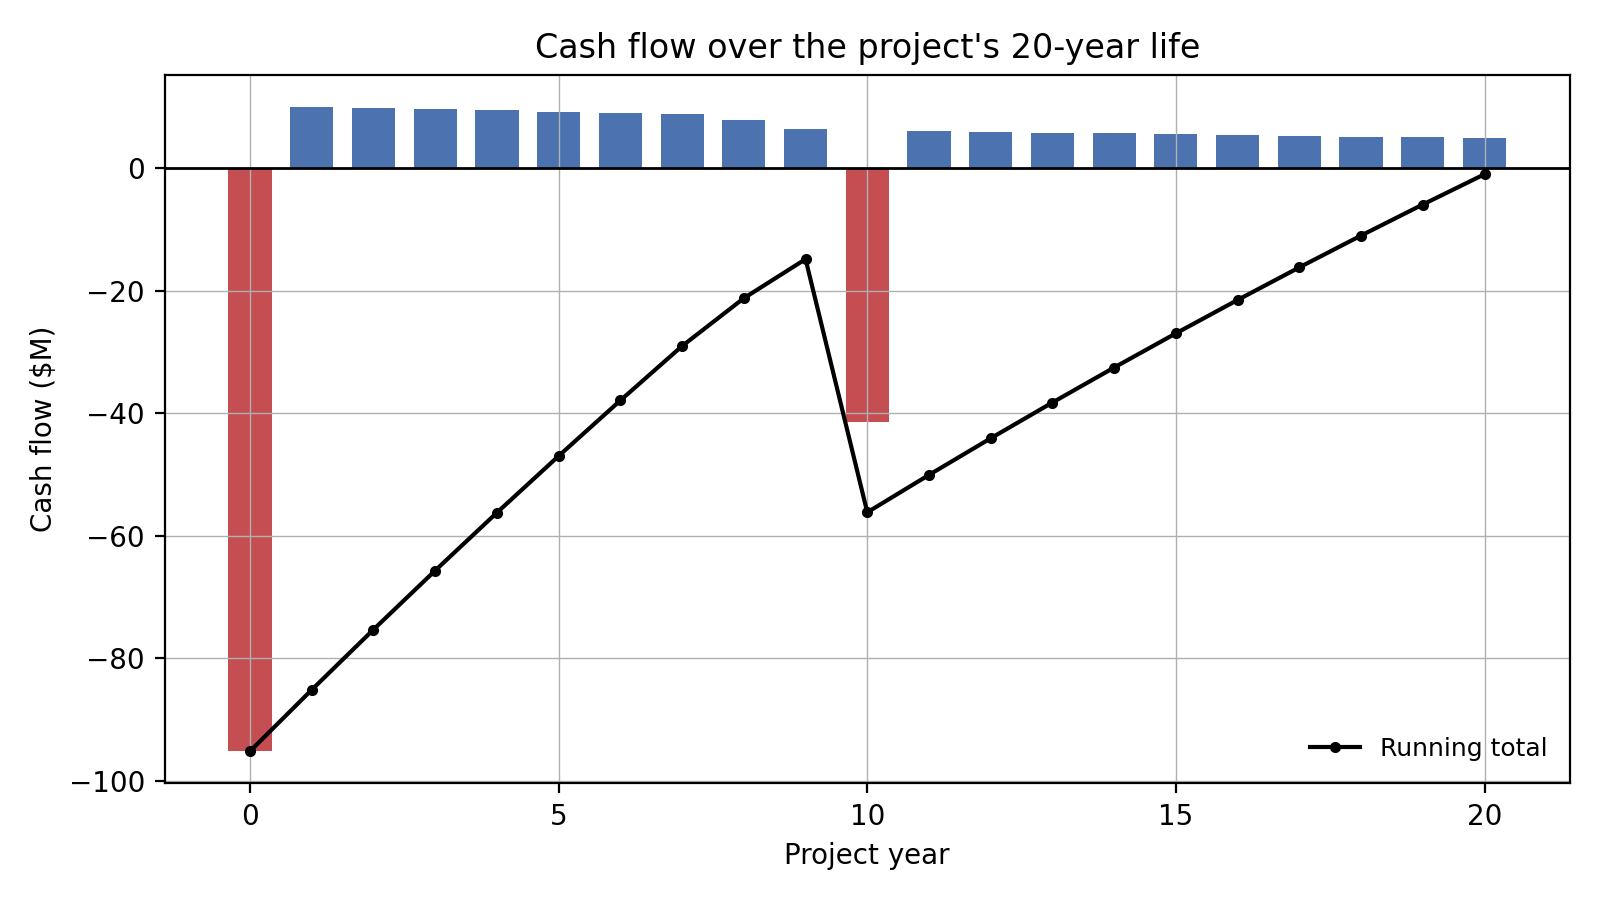 Cash flow over the project's 20-year life
Cash flow ($M)
0
−20
−40
−60
−80
−100
0 5 10 15 20
Project year
Running total